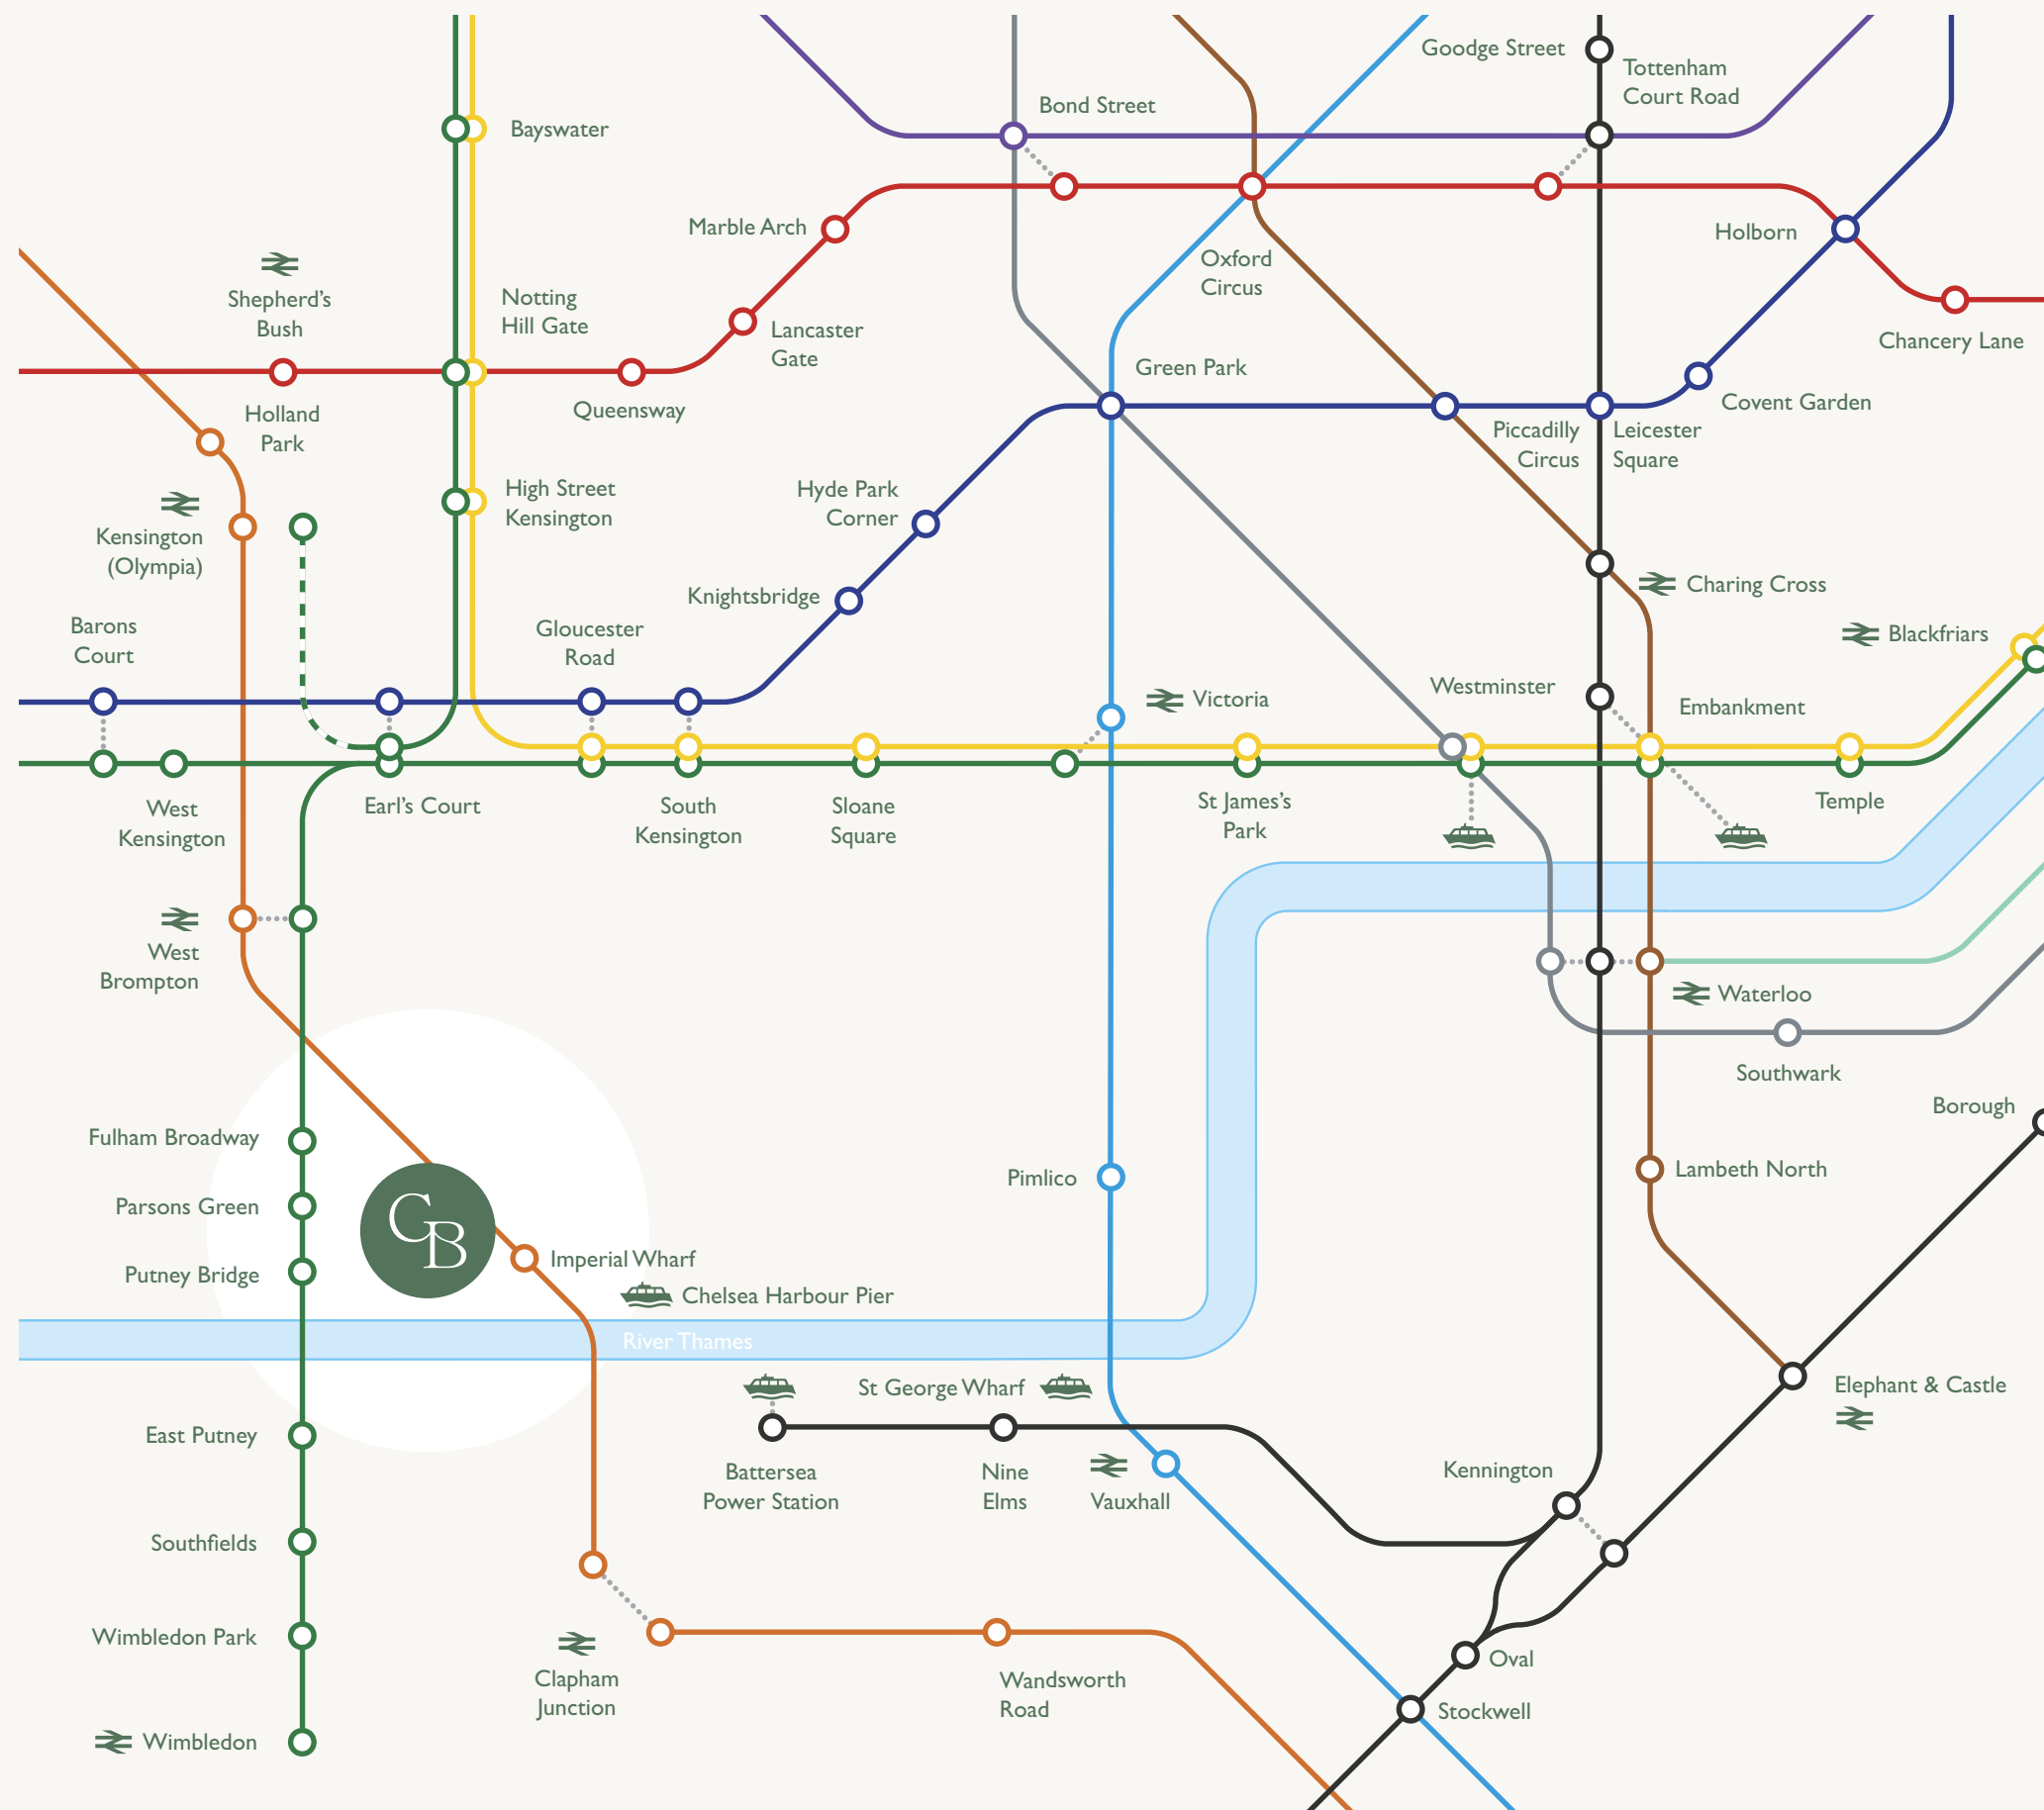 Goodge Street
Tottenham
Court Road
Bond Street
Bayswater
Marble Arch
Holborn
Oxford
Circus
Shepherd's
Bush
Notting
Hill Gate
Lancaster
Gate
Chancery Lane
Green Park
Holland
Park
Queensway
Covent Garden
Piccadilly
Circus
Leicester
Square
High Street
Kensington
Hyde Park
Corner
Kensington
(Olympia)
Knightsbridge
Charing Cross
Barons
Court
Gloucester
Road
Blackfriars
Victoria
Westminster
Embankment
West
Kensington
Earl's Court
South
Kensington
Sloane
Square
St James's
Park
Temple
West
Brompton
Waterloo
Southwark
Borough
Fulham Broadway
Lambeth North
Pimlico
Parsons Green
CB
Putney Bridge
Imperial Wharf
Chelsea Harbour Pier
River Thames
St George Wharf
Elephant & Castle
East Putney
Battersea
Power Station
Nine
Elms
Vauxhall
Kennington
Southfields
Wimbledon Park
Clapham
Junction
Wandsworth
Road
Oval
Stockwell
Wimbledon